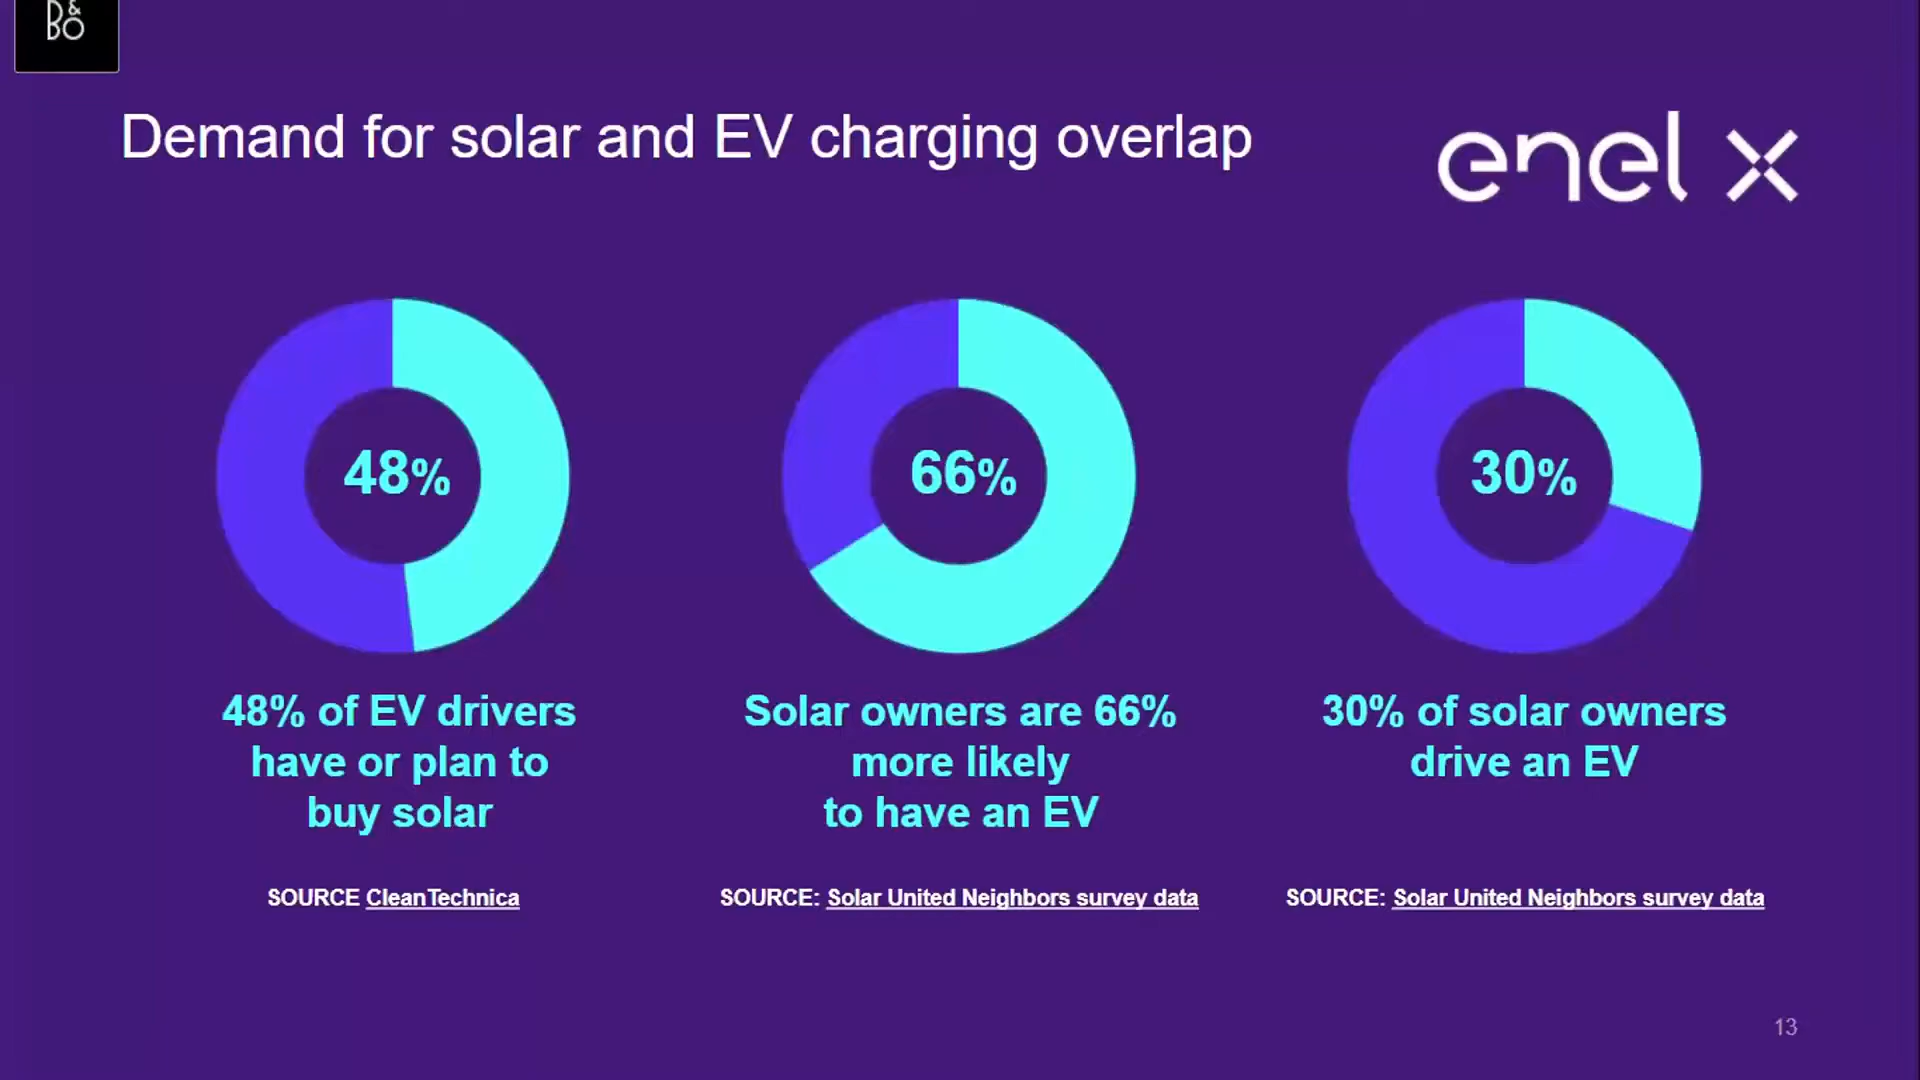 B&
BO
Demand for solar and EV charging overlap
enel x
48%
66%
30%
48% of EV drivers
have or plan to
buy solar
Solar owners are 66%
more likely
to have an EV
30% of solar owners
drive an EV
SOURCE CleanTechnica
SOURCE: Solar United Neighbors survey data
SOURCE: Solar United Neighbors survey data
13